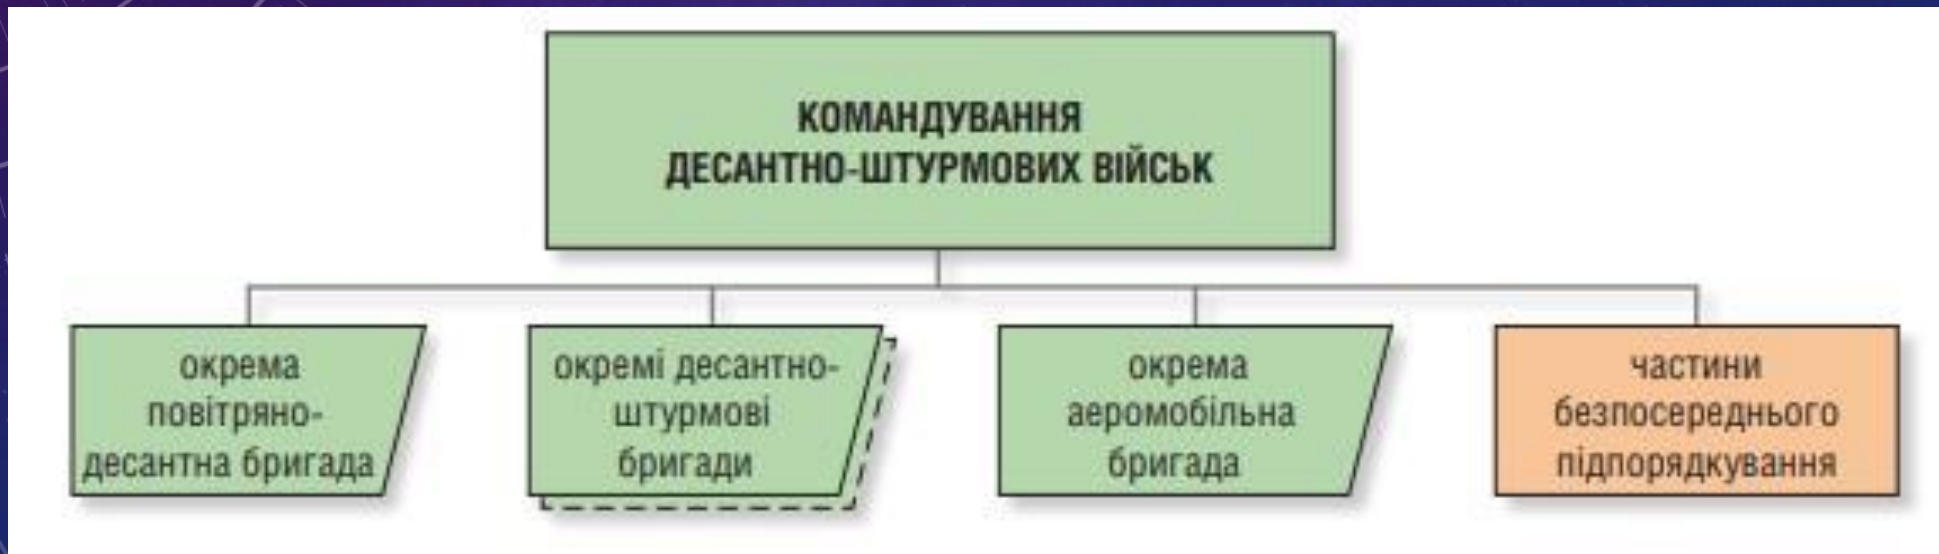 КОМАНДУВАННЯ
ДЕСАНТНО-ШТУРМОВИХ ВІЙСЬК
окрема
повітряно-
десантна бригада
окремі десантно-
штурмові
бригади
окрема
аеромобільна
бригада
частини
безпосереднього
підпорядкування